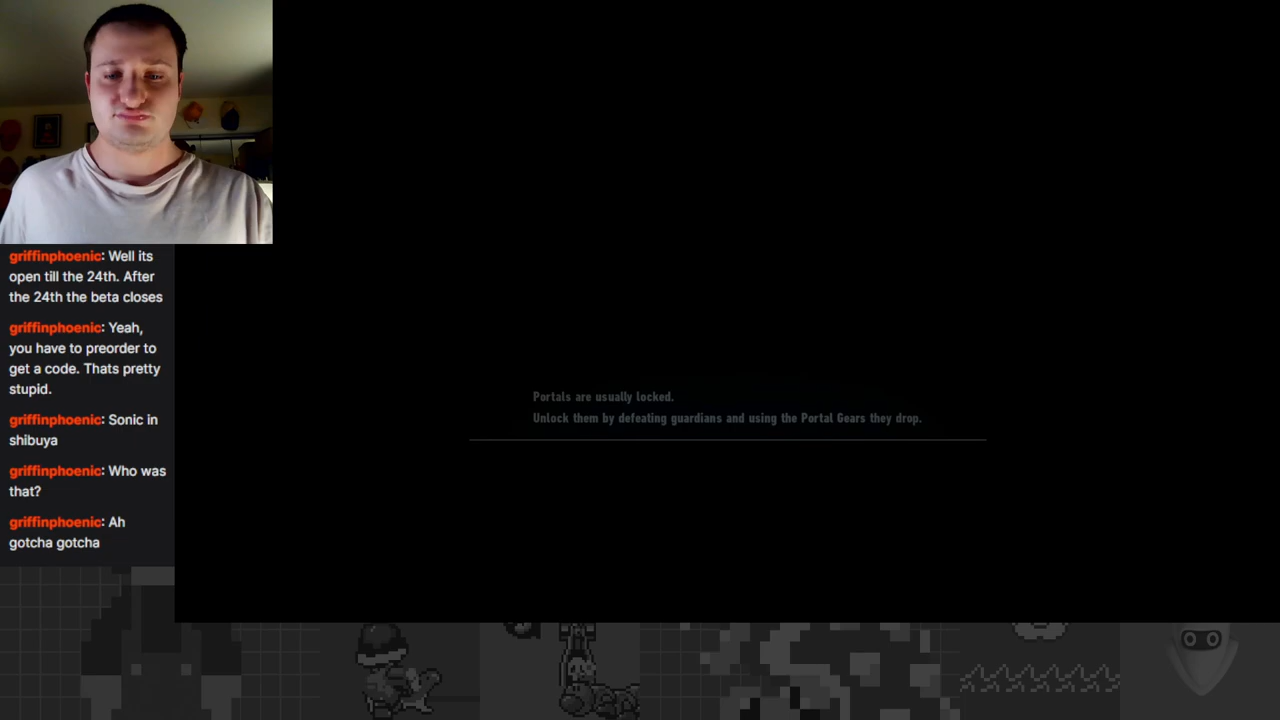 griffinphoenic: Well its
open till the 24th. After
the 24th the beta closes
griffinphoenic: Yeah,
you have to preorder to
get a code. Thats pretty
stupid.
griffinphoenic: Sonic in
shibuya
griffinphoenic: Who was
that?
griffinphoenic: Ah
gotcha gotcha
Portals are usually locked.
Unlock them by defeating guardians and using the Portal Gears they drop.